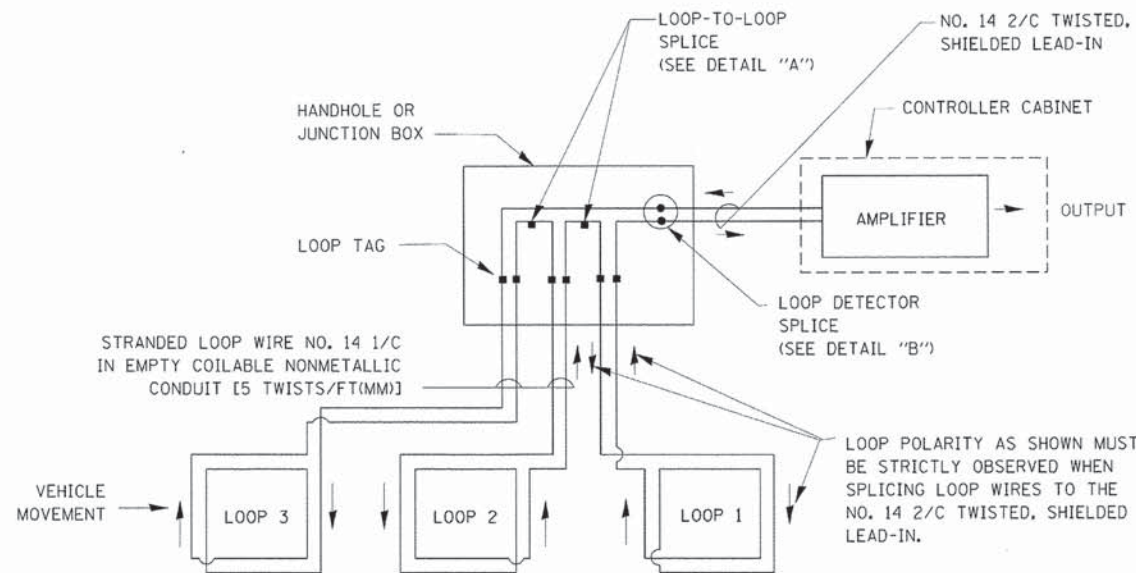 LOOP-TO-LOOP
SPLICE
(SEE DETAIL "A")
NO. 14 2/C TWISTED,
SHIELDED LEAD-IN
HANDHOLE OR
JUNCTION BOX
CONTROLLER CABINET
AMPLIFIER
OUTPUT
LOOP TAG
LOOP DETECTOR
SPLICE
(SEE DETAIL "B")
STRANDED LOOP WIRE NO. 14 1/C
IN EMPTY COILABLE NONMETALLIC
CONDUIT [5 TWISTS/FT(MM)]
LOOP POLARITY AS SHOWN MUST
BE STRICTLY OBSERVED WHEN
SPLICING LOOP WIRES TO THE
NO. 14 2/C TWISTED, SHIELDED
LEAD-IN.
VEHICLE
MOVEMENT
LOOP 3
LOOP 2
LOOP 1